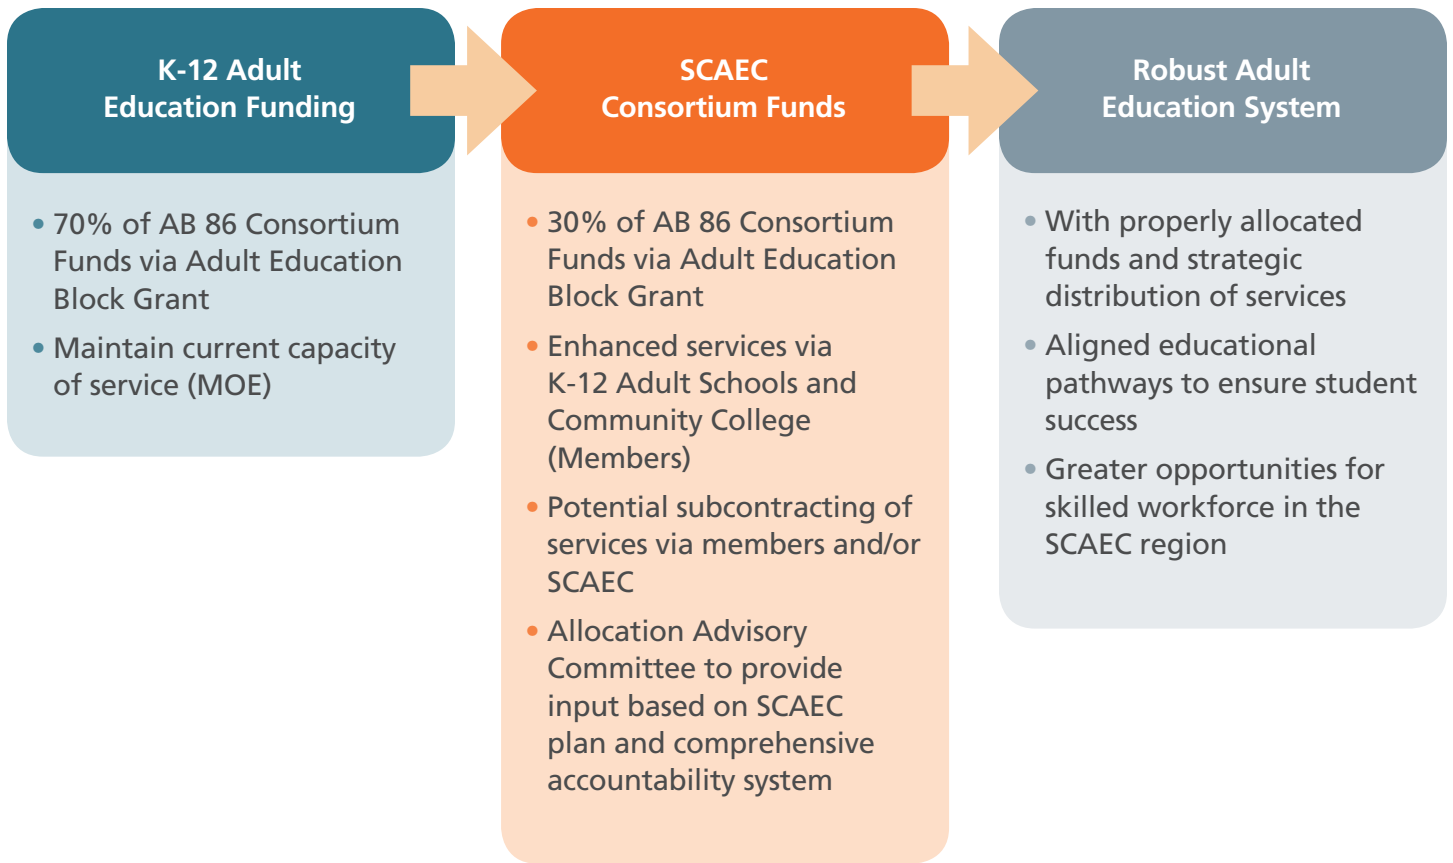 K-12 Adult
Education Funding
• 70% of AB 86 Consortium
Funds via Adult Education
Block Grant
• Maintain current capacity
of service (MOE)
SCAEC
Consortium Funds
• 30% of AB 86 Consortium
Funds via Adult Education
Block Grant
• Enhanced services via
K-12 Adult Schools and
Community College
(Members)
• Potential subcontracting of
services via members and/or
SCAEC
• Allocation Advisory
Committee to provide
input based on SCAEC
plan and comprehensive
accountability system
Robust Adult
Education System
• With properly allocated
funds and strategic
distribution of services
• Aligned educational
pathways to ensure student
success
• Greater opportunities for
skilled workforce in the
SCAEC region